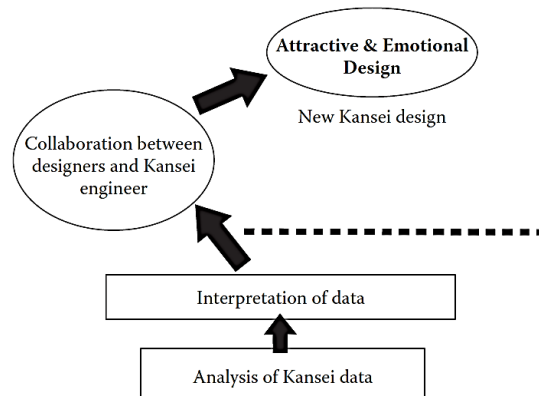 Attractive & Emotional
Design
New Kansei design
Collaboration between
designers and Kansei
engineer
Interpretation of data
Analysis of Kansei data